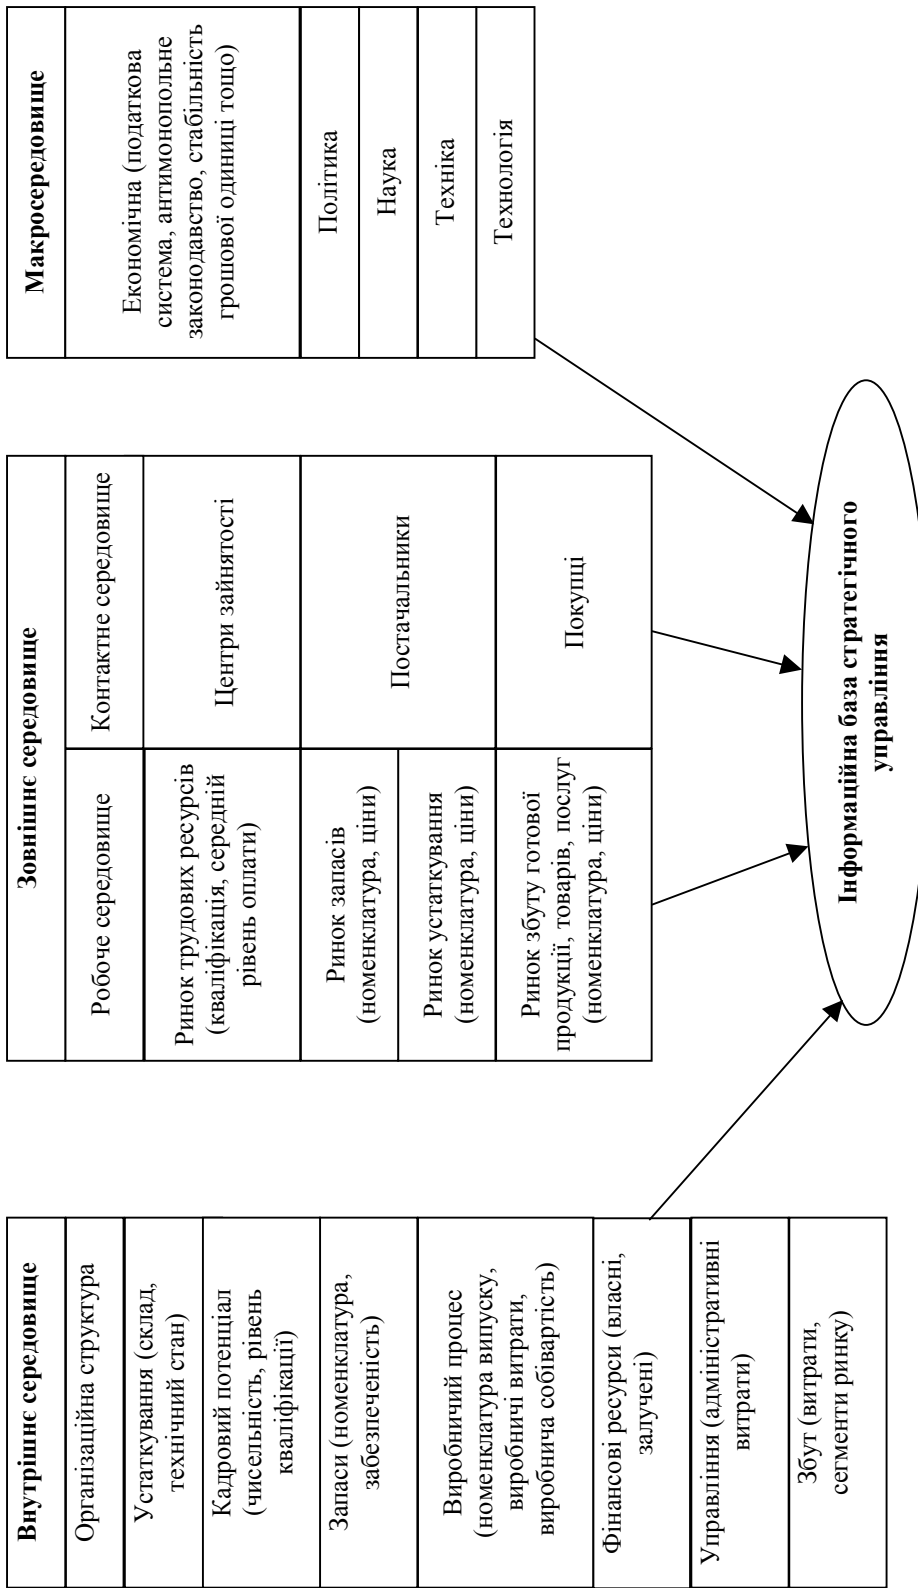 Внутрішнє середовище
Організаційна структура
Устаткування (склад,
технічний стан)
Кадровий потенціал
(чисельність, рівень
кваліфікації)
Запаси (номенклатура,
забезпеченість)
Виробничий процес
(номенклатура випуску,
виробничі витрати,
виробнича собівартість)
Фінансові ресурси (власні,
залучені)
Управління (адміністративні
витрати)
Збут (витрати,
сегменти ринку)
Зовнішнє середовище
Робоче середовище
Контактне середовище
Ринок трудових ресурсів
(кваліфікація, середній
рівень оплати)
Центри зайнятості
Ринок запасів
(номенклатура, ціни)
Ринок устаткування
(номенклатура, ціни)
Постачальники
Ринок збуту готової
продукції, товарів, послуг
(номенклатура, ціни)
Покупці
Макросередовище
Економічна (податкова
система, антимонопольне
законодавство, стабільність
грошової одиниці тощо)
Політика
Наука
Техніка
Технологія
Інформаційна база стратегічного
управління